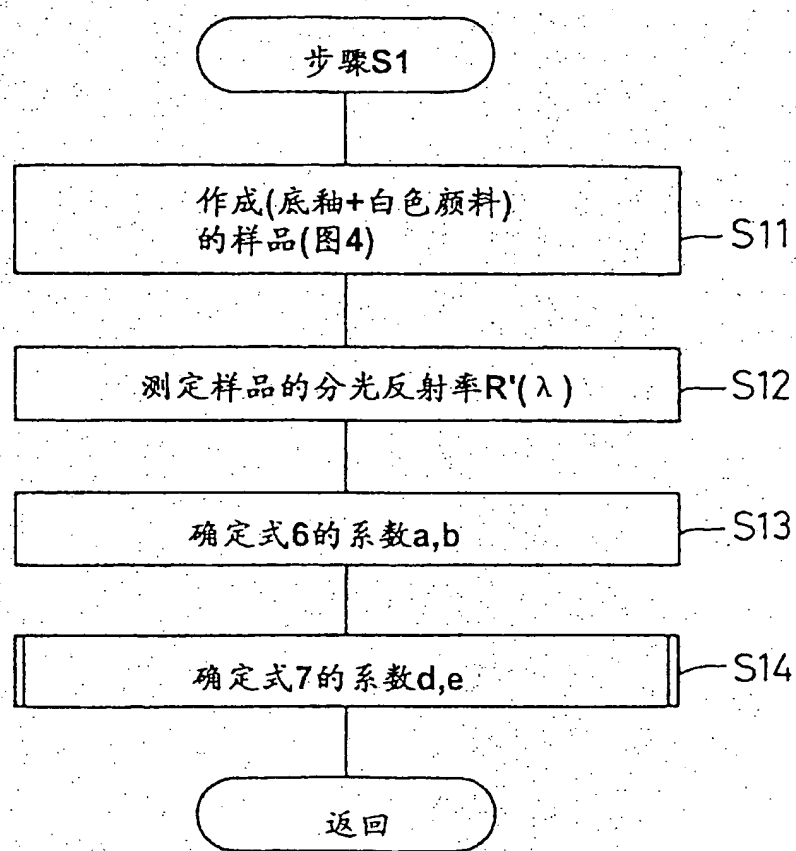 步骤S1
作成(底釉+白色颜料)
的样品(图4)
S11
测定样品的分光反射率R'(λ)
S12
确定式6的系数a,b
S13
确定式7的系数d,e
S14
返回